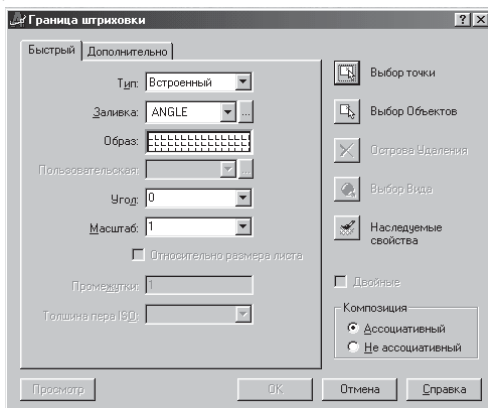 Граница штриховки
Быстрый
Дополнительно
Тип: Встроенный
Заливка: ANGLE ...
Образ:
Пользовательская: ...
Угол: 0
Масштаб: 1
Относительно размера листа
Промежутки: 1
Толщина пера ISO:
Выбор точки
Выбор Объектов
Острова Удаления
Выбор Вида
Наследуемые
свойства
Двойные
Композиция
Ассоциативный
Не ассоциативный
Просмотр
OK
Отмена
Справка